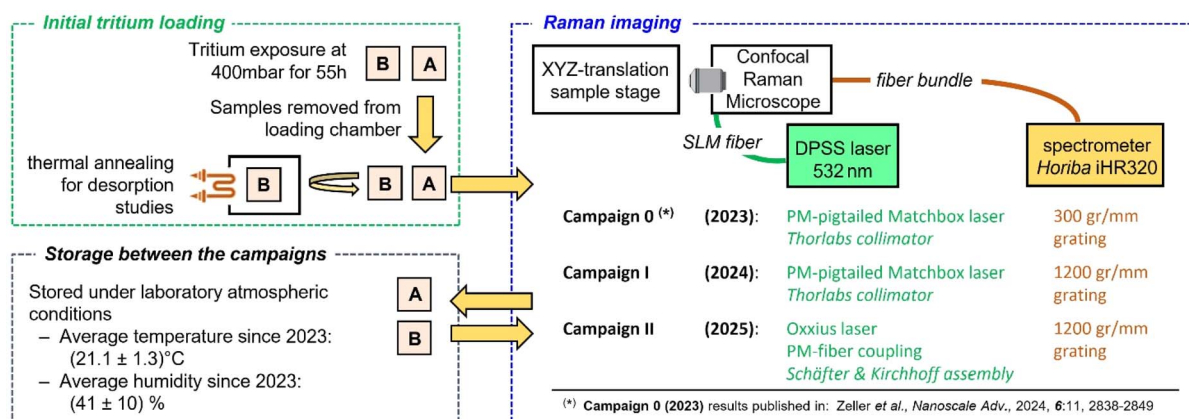 Initial tritium loading
Tritium exposure at
400mbar for 55h
B
A
Samples removed from
loading chamber
thermal annealing
for desorption
studies
B
B
A
Raman imaging
XYZ-translation
sample stage
Confocal
Raman
Microscope
fiber bundle
SLM fiber
DPSS laser
532 nm
spectrometer
Horiba iHR320
Campaign 0 (*) (2023): PM-pigtailed Matchbox laser 300 gr/mm
Thorlabs collimator grating
Campaign I (2024): PM-pigtailed Matchbox laser 1200 gr/mm
Thorlabs collimator grating
Campaign II (2025): Oxxius laser 1200 gr/mm
PM-fiber coupling grating
Schäfter & Kirchhoff assembly
(*) Campaign 0 (2023) results published in: Zeller et al., Nanoscale Adv., 2024, 6:11, 2838-2849
Storage between the campaigns
Stored under laboratory atmospheric
conditions
– Average temperature since 2023:
(21.1 ± 1.3)°C
– Average humidity since 2023:
(41 ± 10) %
A
B